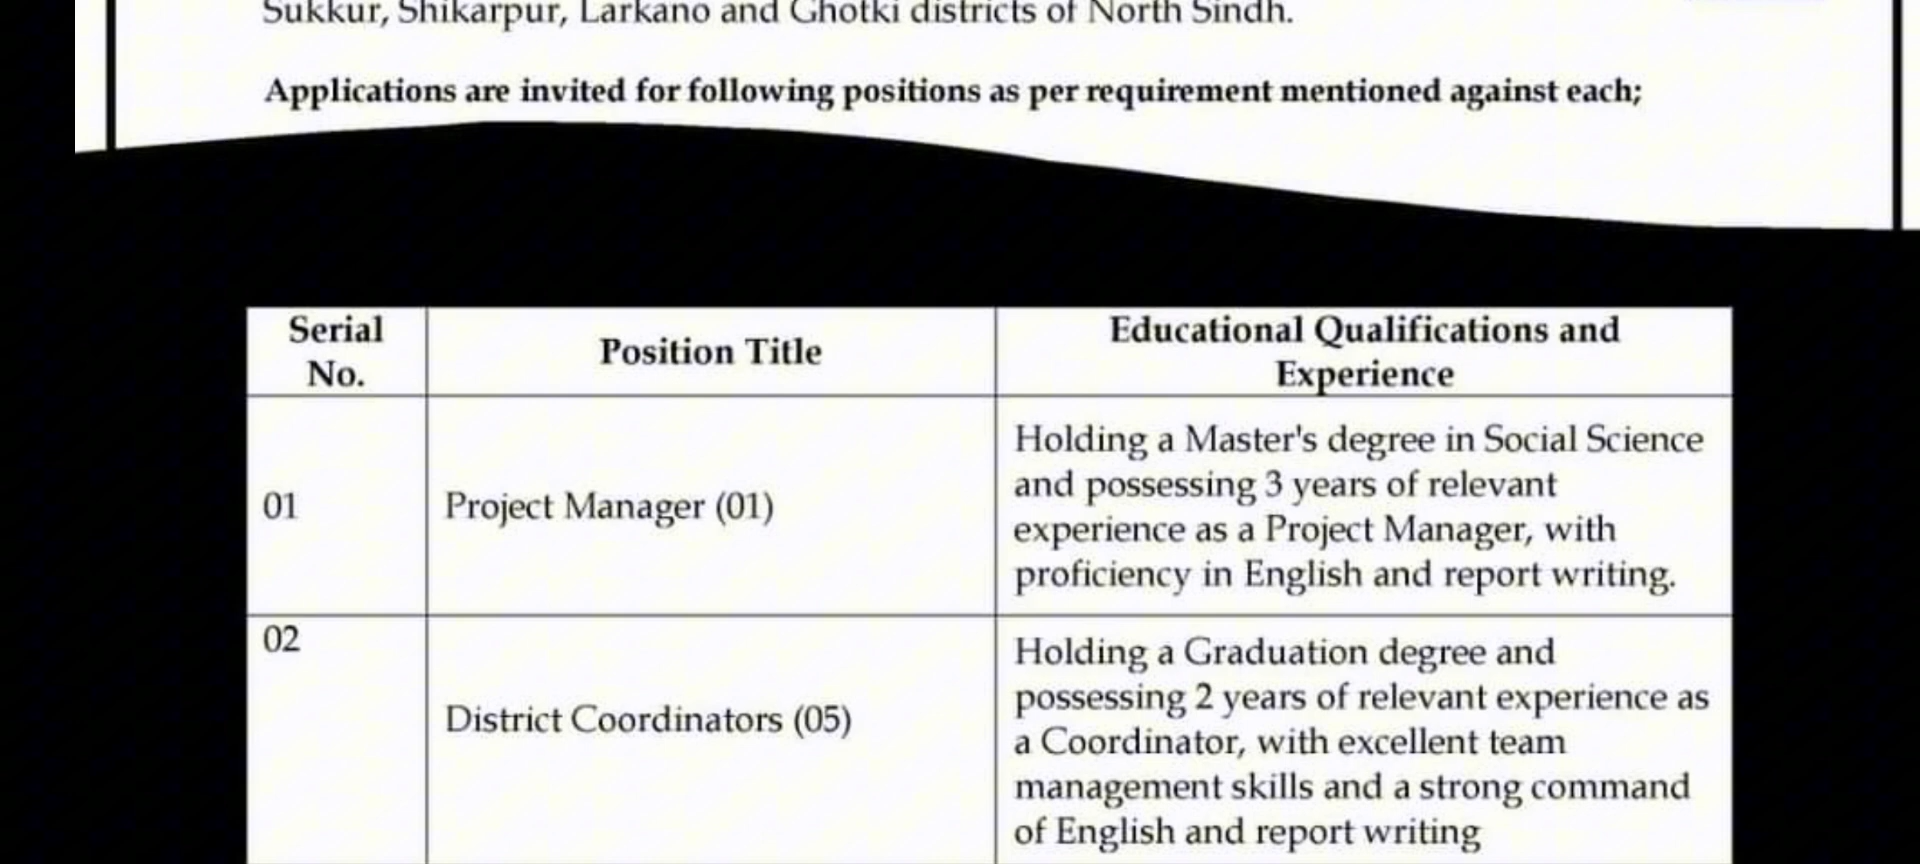 Sukkur, Shikarpur, Larkano and Ghotki districts of North Sindh.
Applications are invited for following positions as per requirement mentioned against each;
Serial No.
Position Title
Educational Qualifications and
Experience
01
Project Manager (01)
Holding a Master's degree in Social Science
and possessing 3 years of relevant
experience as a Project Manager, with
proficiency in English and report writing.
02
District Coordinators (05)
Holding a Graduation degree and
possessing 2 years of relevant experience as
a Coordinator, with excellent team
management skills and a strong command
of English and report writing